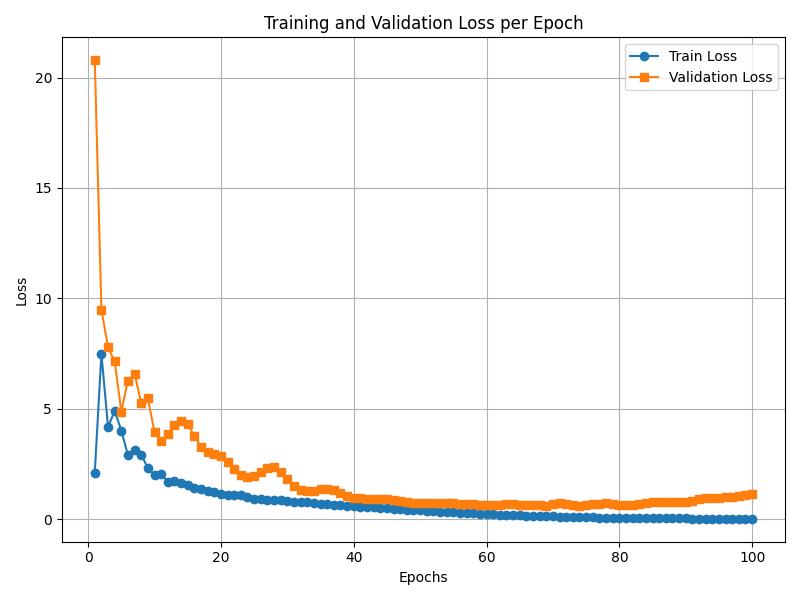 Training and Validation Loss per Epoch
Train Loss
Validation Loss
20
15
10
5
0
Loss
0 20 40 60 80 100
Epochs